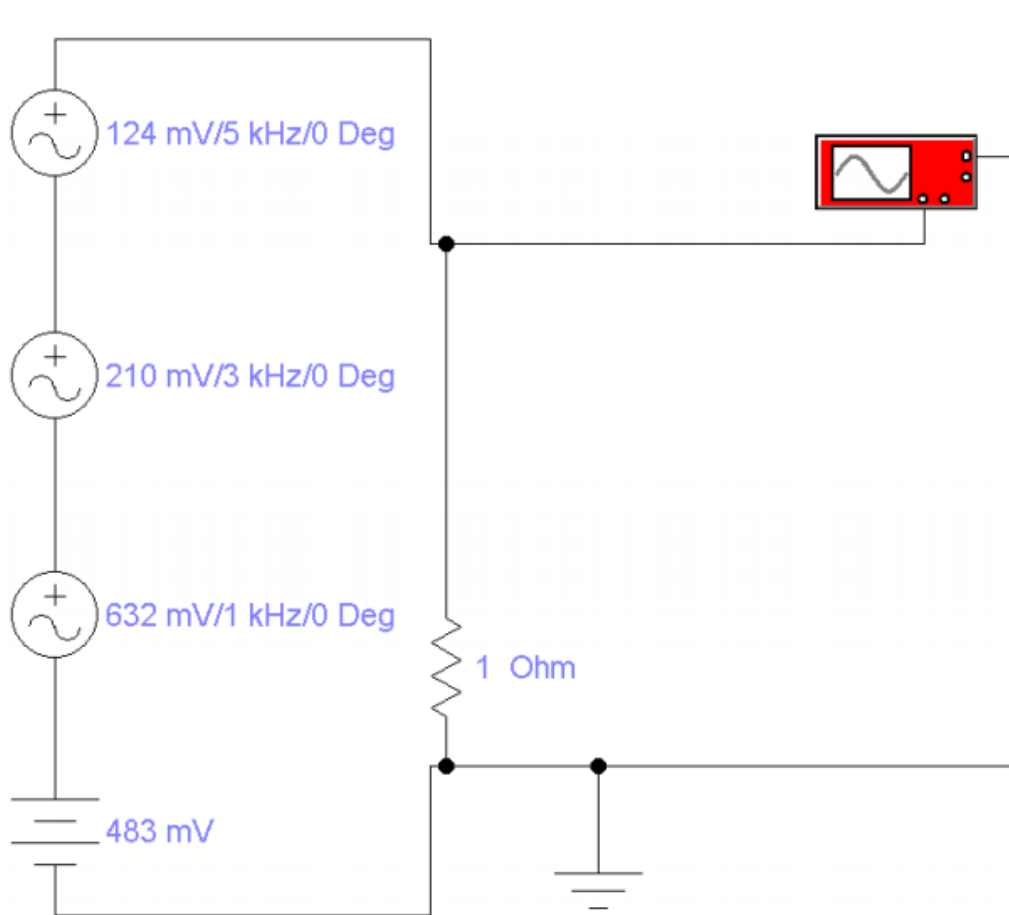 124 mV/5 kHz/0 Deg
210 mV/3 kHz/0 Deg
632 mV/1 kHz/0 Deg
1 Ohm
483 mV